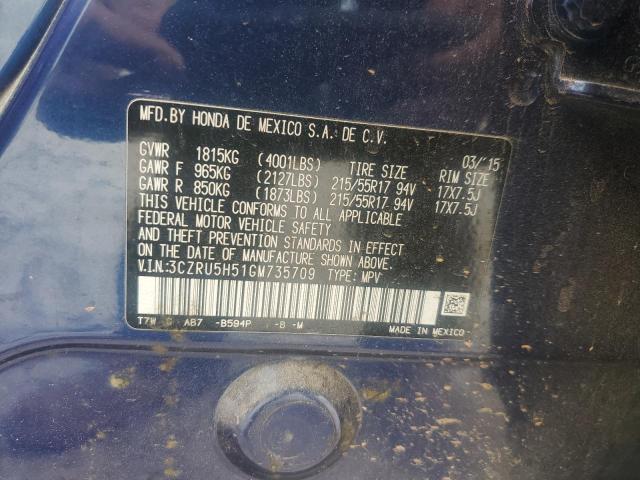 MFD.BY HONDA DE MEXICO S.A. DE C.V.
03/'15
GVWR 1815KG (4001LBS) TIRE SIZE RIM SIZE
GAWR F 965KG (2127LBS) 215/55R17 94V 17X7.5J
GAWR R 850KG (1873LBS) 215/55R17 94V 17X7.5J
THIS VEHICLE CONFORMS TO ALL APPLICABLE
FEDERAL MOTOR VEHICLE SAFETY
AND THEFT PREVENTION STANDARDS IN EFFECT
ON THE DATE OF MANUFACTURE SHOWN ABOVE.
V.I.N:3CZRU5H51GM735709 TYPE: MPV
T7W G AB7 -B594P -B -M MADE IN MEXICO